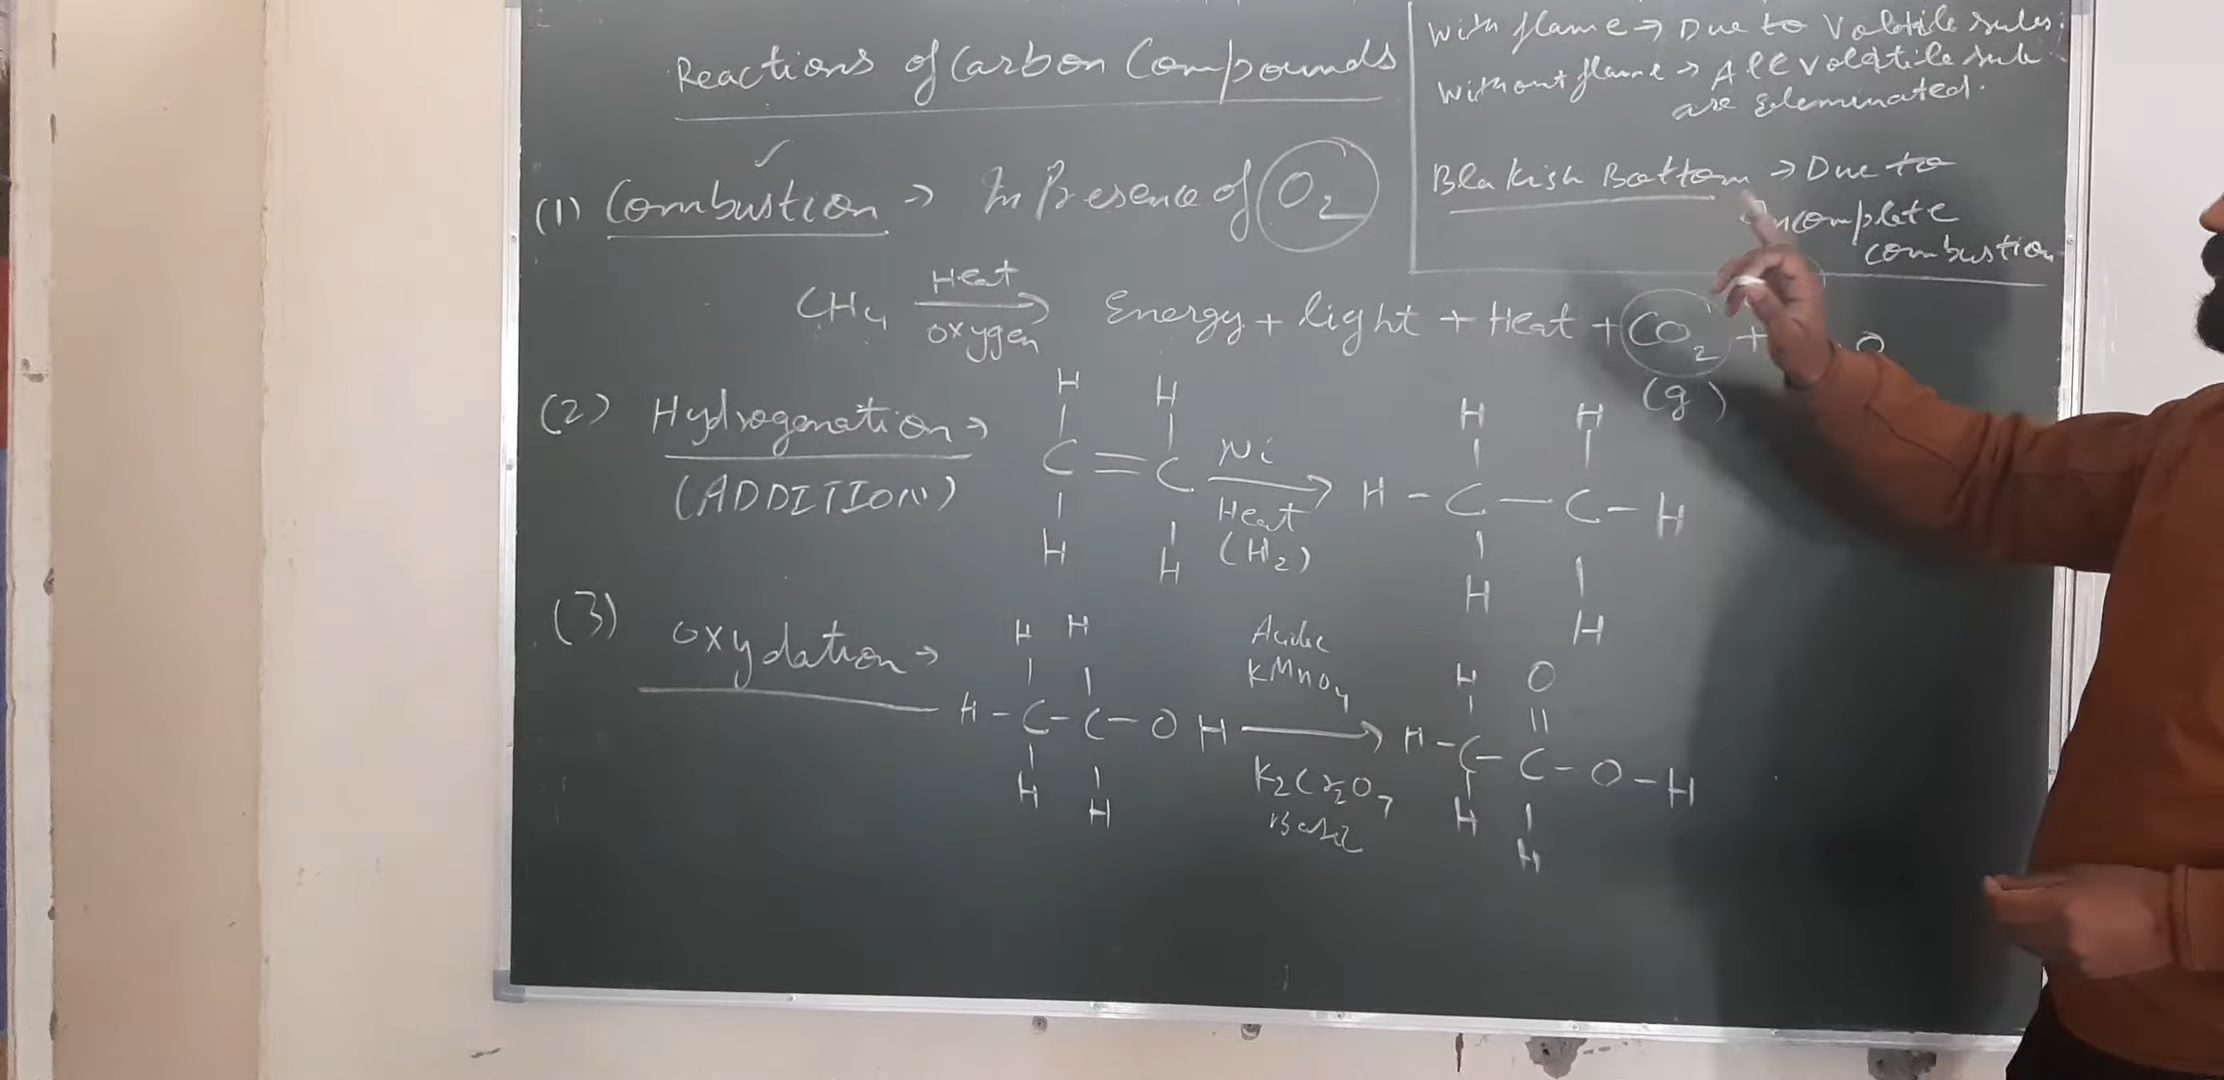 Reactions of Carbon Compounds
With flame → Due to Volatile subs.
Without flame → All volatile sub
are Eleminated.
Blakish Bottom → Due to
Incomplete
combustion
(1) Combustion → In Presence of O2
CH4 Heat oxygen → Energy + light + Heat + CO2 +
(g)
(2) Hydrogenation →
(ADDITION)
H H
C = C
H H
Ni
Heat
(H2)
H H
H - C - C - H
H H
(3) oxydation →
H H
H - C - C - O H
H H
Acidic
KMnO4
K2Cr2O7
Basic
H O
H - C - C - O - H
H H